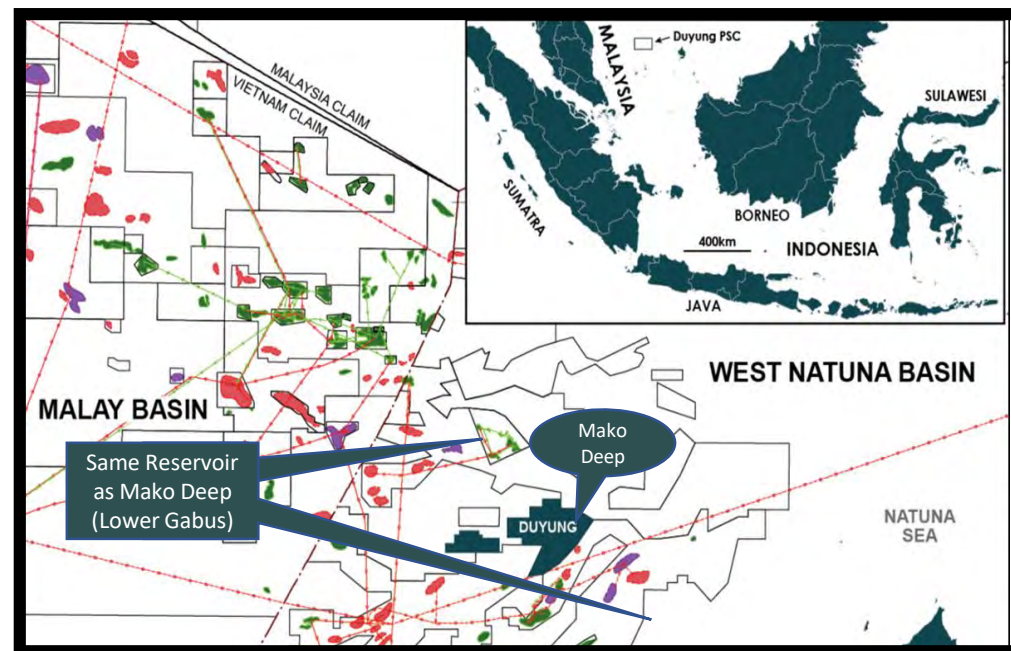 MALAYSIA CLAIM
VIETNAM CLAIM
MALAYSIA
Duyung PSC
SULAWESI
SUMATRA
BORNEO
400km
INDONESIA
JAVA
MALAY BASIN
WEST NATUNA BASIN
Same Reservoir
as Mako Deep
(Lower Gabus)
Mako
Deep
DUYUNG
NATUNA
SEA